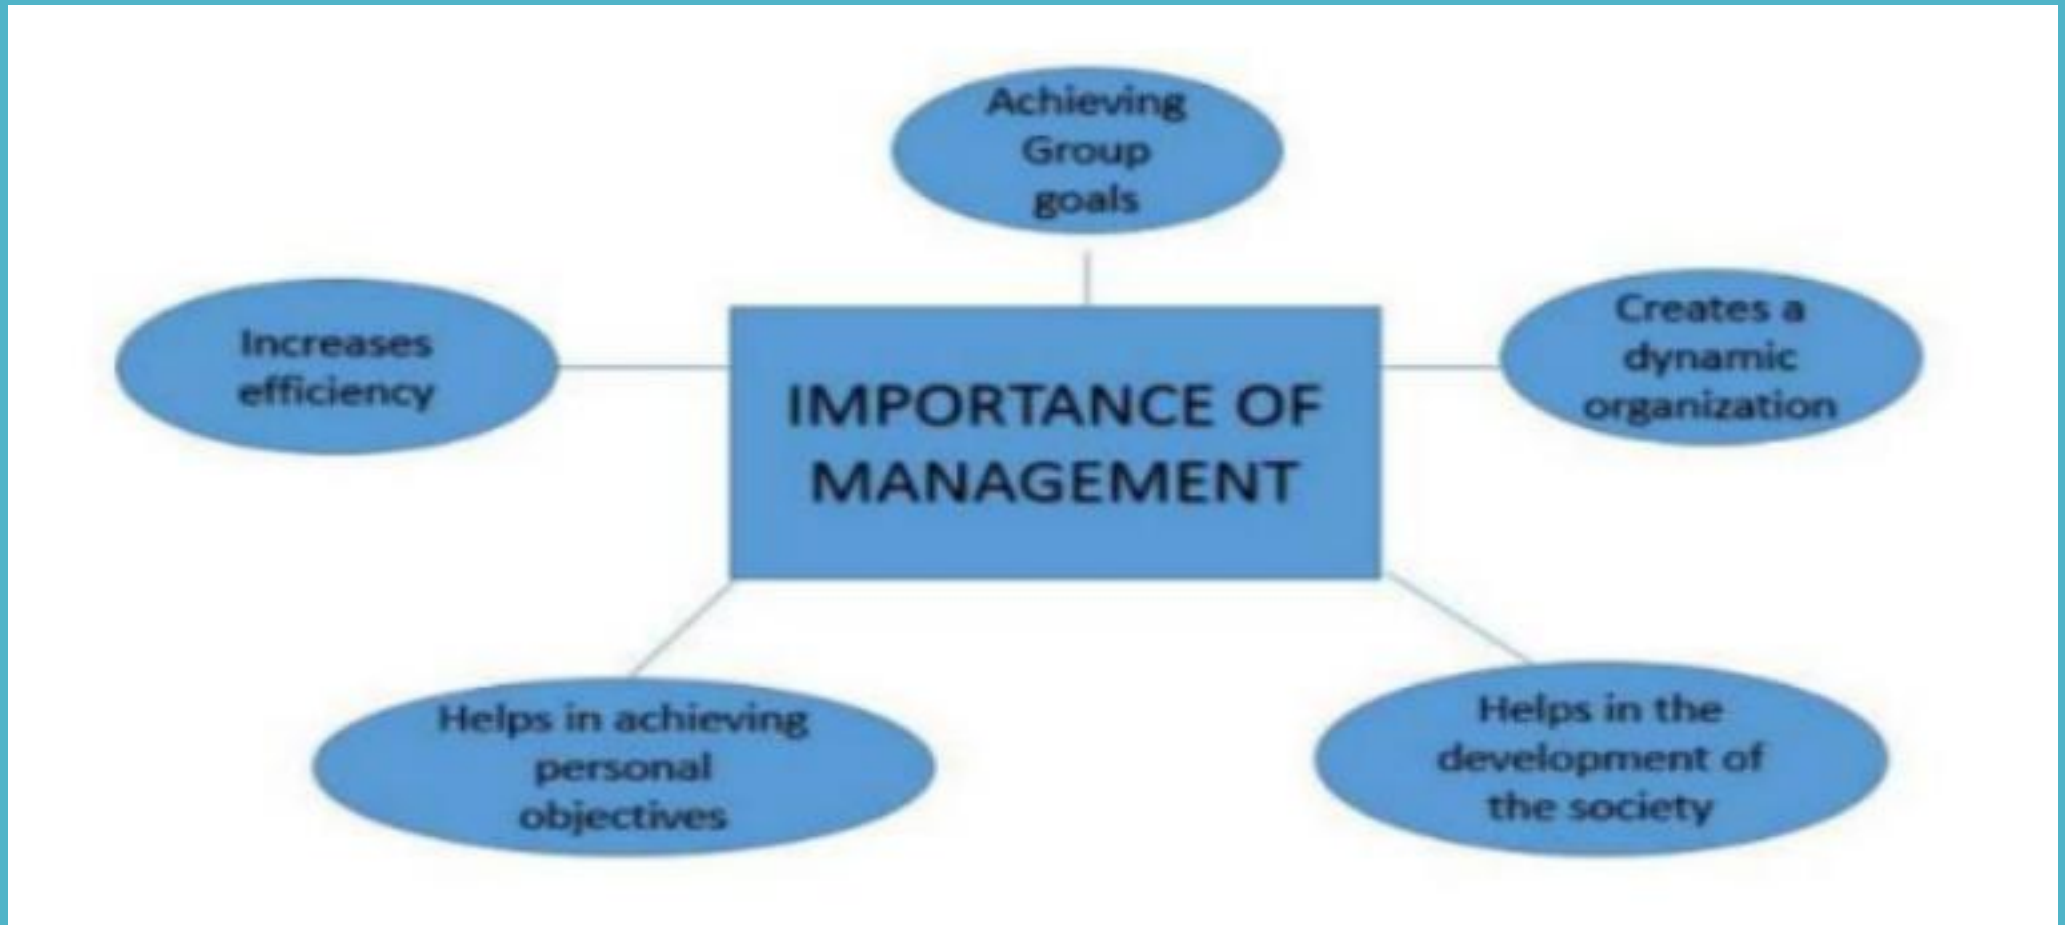 Achieving
Group
goals
Increases
efficiency
Creates a
dynamic
organization
IMPORTANCE OF
MANAGEMENT
Helps in achieving
personal
objectives
Helps in the
development of
the society